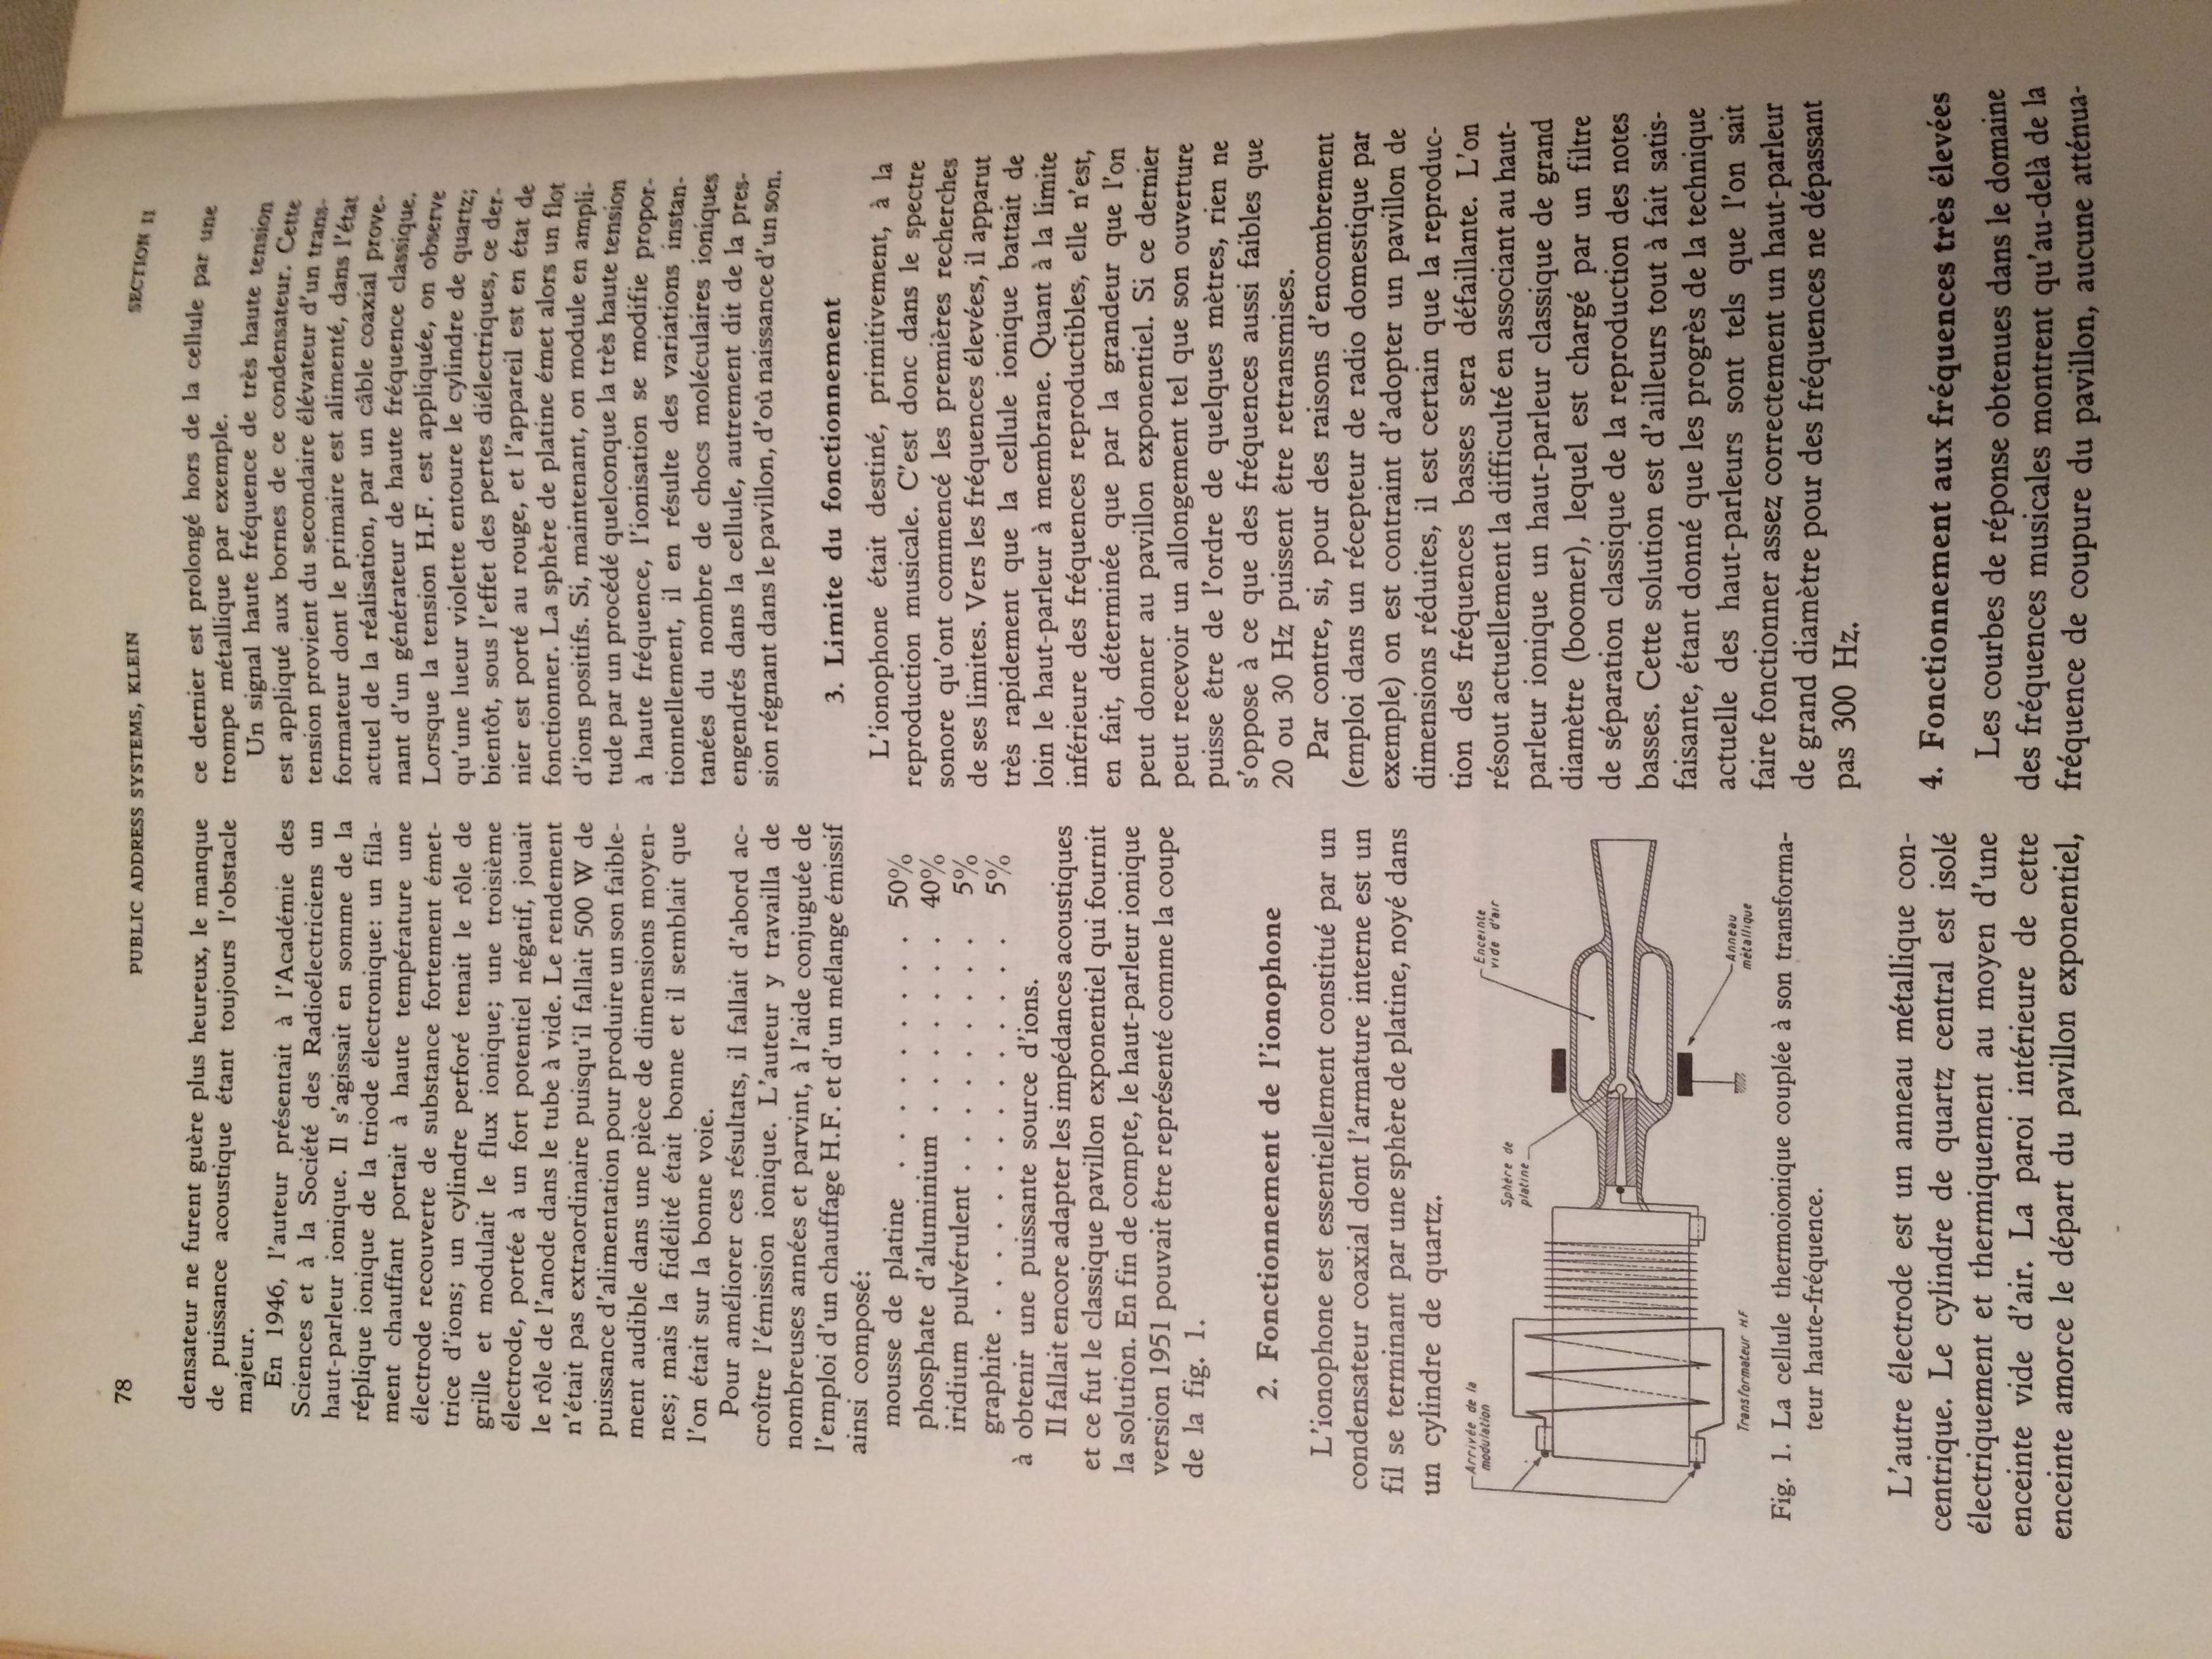 78
PUBLIC ADDRESS SYSTEMS, KLEIN
SECTION II
densateur ne furent guère plus heureux, le manque
de puissance acoustique étant toujours l'obstacle
majeur.
En 1946, l'auteur présentait à l'Académie des
Sciences et à la Société des Radioélectriciens un
haut-parleur ionique. Il s'agissait en somme de la
réplique ionique de la triode électronique: un fila-
ment chauffant portait à haute température une
électrode recouverte de substance fortement émet-
trice d'ions; un cylindre perforé tenait le rôle de
grille et modulait le flux ionique; une troisième
électrode, portée à un fort potentiel négatif, jouait
le rôle de l'anode dans le tube à vide. Le rendement
n'était pas extraordinaire puisqu'il fallait 500 W de
puissance d'alimentation pour produire un son faible-
ment audible dans une pièce de dimensions moyen-
nes; mais la fidélité était bonne et il semblait que
l'on était sur la bonne voie.
Pour améliorer ces résultats, il fallait d'abord ac-
croître l'émission ionique. L'auteur y travailla de
nombreuses années et parvint, à l'aide conjuguée de
l'emploi d'un chauffage H.F. et d'un mélange émissif
ainsi composé:
mousse de platine . . . . . . . . 50%
phosphate d'aluminium . . . . . . 40%
iridium pulvérulent . . . . . . . 5%
graphite . . . . . . . . . . . 5%
à obtenir une puissante source d'ions.
Il fallait encore adapter les impédances acoustiques
et ce fut le classique pavillon exponentiel qui fournit
la solution. En fin de compte, le haut-parleur ionique
version 1951 pouvait être représenté comme la coupe
de la fig. 1.
2. Fonctionnement de l'ionophone
L'ionophone est essentiellement constitué par un
condensateur coaxial dont l'armature interne est un
fil se terminant par une sphère de platine, noyé dans
un cylindre de quartz.
Arrivée de la
modulation
Sphère de
platine
Enceinte
vide d'air
Transformateur HF
Anneau
métallique
Fig. 1. La cellule thermoionique couplée à son transforma-
teur haute-fréquence.
L'autre électrode est un anneau métallique con-
centrique. Le cylindre de quartz central est isolé
électriquement et thermiquement au moyen d'une
enceinte vide d'air. La paroi intérieure de cette
enceinte amorce le départ du pavillon exponentiel,
ce dernier est prolongé hors de la cellule par une
trompe métallique par exemple.
Un signal haute fréquence de très haute tension
est appliqué aux bornes de ce condensateur. Cette
tension provient du secondaire élévateur d'un trans-
formateur dont le primaire est alimenté, dans l'état
actuel de la réalisation, par un câble coaxial prove-
nant d'un générateur de haute fréquence classique.
Lorsque la tension H.F. est appliquée, on observe
qu'une lueur violette entoure le cylindre de quartz;
bientôt, sous l'effet des pertes diélectriques, ce der-
nier est porté au rouge, et l'appareil est en état de
fonctionner. La sphère de platine émet alors un flot
d'ions positifs. Si, maintenant, on module en ampli-
tude par un procédé quelconque la très haute tension
à haute fréquence, l'ionisation se modifie propor-
tionnellement, il en résulte des variations instan-
tanées du nombre de chocs moléculaires ioniques
engendrés dans la cellule, autrement dit de la pres-
sion régnant dans le pavillon, d'où naissance d'un son.
3. Limite du fonctionnement
L'ionophone était destiné, primitivement, à la
reproduction musicale. C'est donc dans le spectre
sonore qu'ont commencé les premières recherches
de ses limites. Vers les fréquences élevées, il apparut
très rapidement que la cellule ionique battait de
loin le haut-parleur à membrane. Quant à la limite
inférieure des fréquences reproductibles, elle n'est,
en fait, déterminée que par la grandeur que l'on
peut donner au pavillon exponentiel. Si ce dernier
peut recevoir un allongement tel que son ouverture
puisse être de l'ordre de quelques mètres, rien ne
s'oppose à ce que des fréquences aussi faibles que
20 ou 30 Hz puissent être retransmises.
Par contre, si, pour des raisons d'encombrement
(emploi dans un récepteur de radio domestique par
exemple) on est contraint d'adopter un pavillon de
dimensions réduites, il est certain que la reproduc-
tion des fréquences basses sera défaillante. L'on
résout actuellement la difficulté en associant au haut-
parleur ionique un haut-parleur classique de grand
diamètre (boomer), lequel est chargé par un filtre
de séparation classique de la reproduction des notes
basses. Cette solution est d'ailleurs tout à fait satis-
faisante, étant donné que les progrès de la technique
actuelle des haut-parleurs sont tels que l'on sait
faire fonctionner assez correctement un haut-parleur
de grand diamètre pour des fréquences ne dépassant
pas 300 Hz.
4. Fonctionnement aux fréquences très élevées
Les courbes de réponse obtenues dans le domaine
des fréquences musicales montrent qu'au-delà de la
fréquence de coupure du pavillon, aucune atténua-